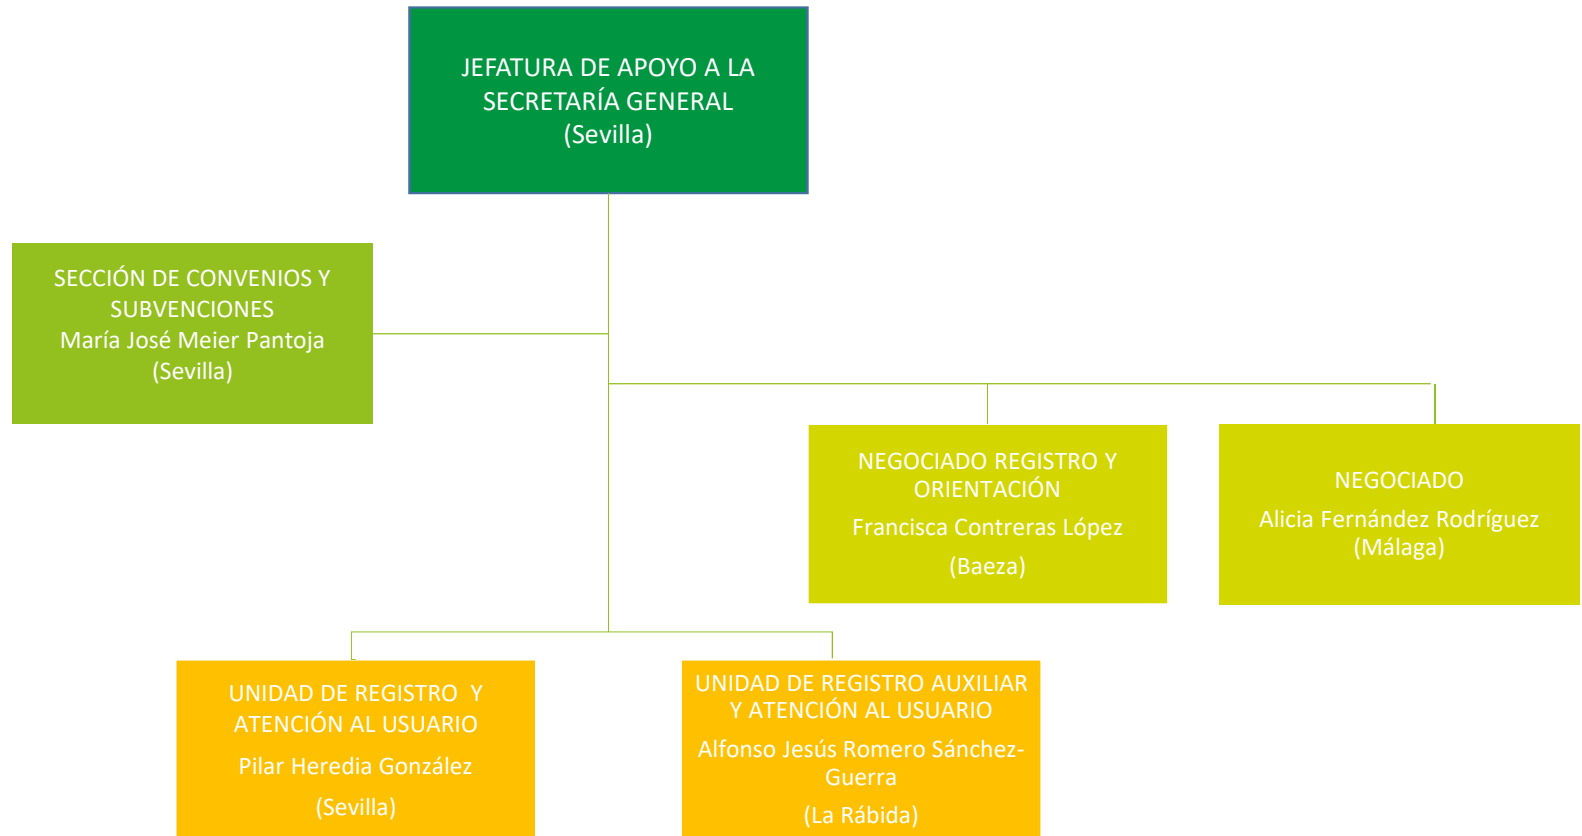 JEFATURA DE APOYO A LA
SECRETARÍA GENERAL
(Sevilla)
SECCIÓN DE CONVENIOS Y
SUBVENCIONES
María José Meier Pantoja
(Sevilla)
NEGOCIADO REGISTRO Y
ORIENTACIÓN
Francisca Contreras López
(Baeza)
NEGOCIADO
Alicia Fernández Rodríguez
(Málaga)
UNIDAD DE REGISTRO Y
ATENCIÓN AL USUARIO
Pilar Heredia González
(Sevilla)
UNIDAD DE REGISTRO AUXILIAR
Y ATENCIÓN AL USUARIO
Alfonso Jesús Romero Sánchez-
Guerra
(La Rábida)